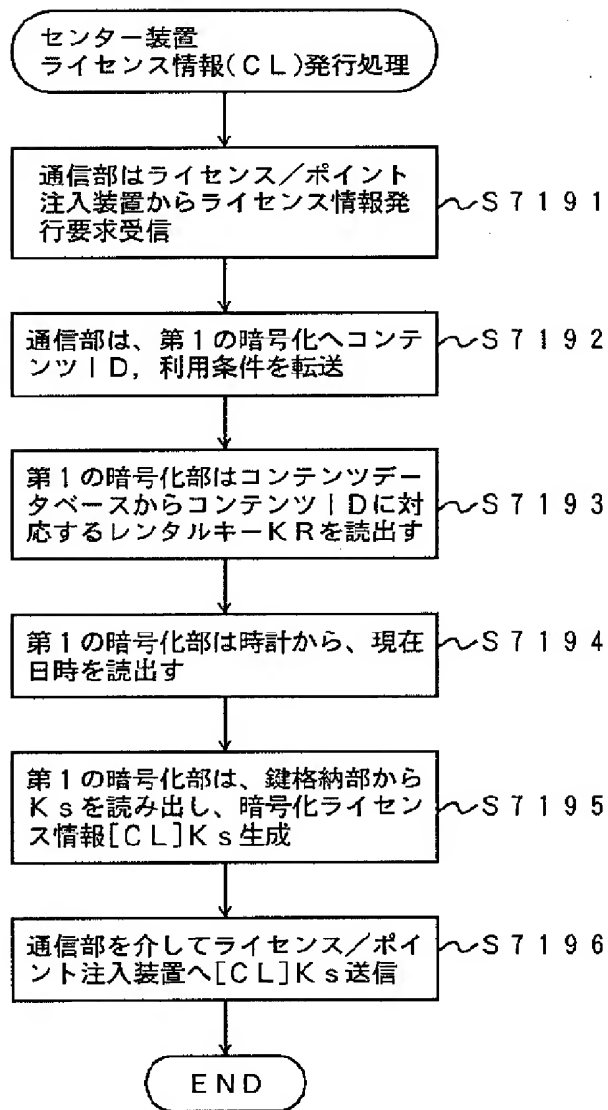 センター装置
ライセンス情報(CL)発行処理
通信部はライセンス/ポイント
注入装置からライセンス情報発
行要求受信
S7191
通信部は、第1の暗号化へコンテ
ンツID,利用条件を転送
S7192
第1の暗号化部はコンテンツデー
タベースからコンテンツIDに対
応するレンタルキーKRを読出す
S7193
第1の暗号化部は時計から、現在
日時を読出す
S7194
第1の暗号化部は、鍵格納部から
Ksを読み出し、暗号化ライセン
ス情報[CL]Ks生成
S7195
通信部を介してライセンス/ポイ
ント注入装置へ[CL]Ks送信
S7196
END